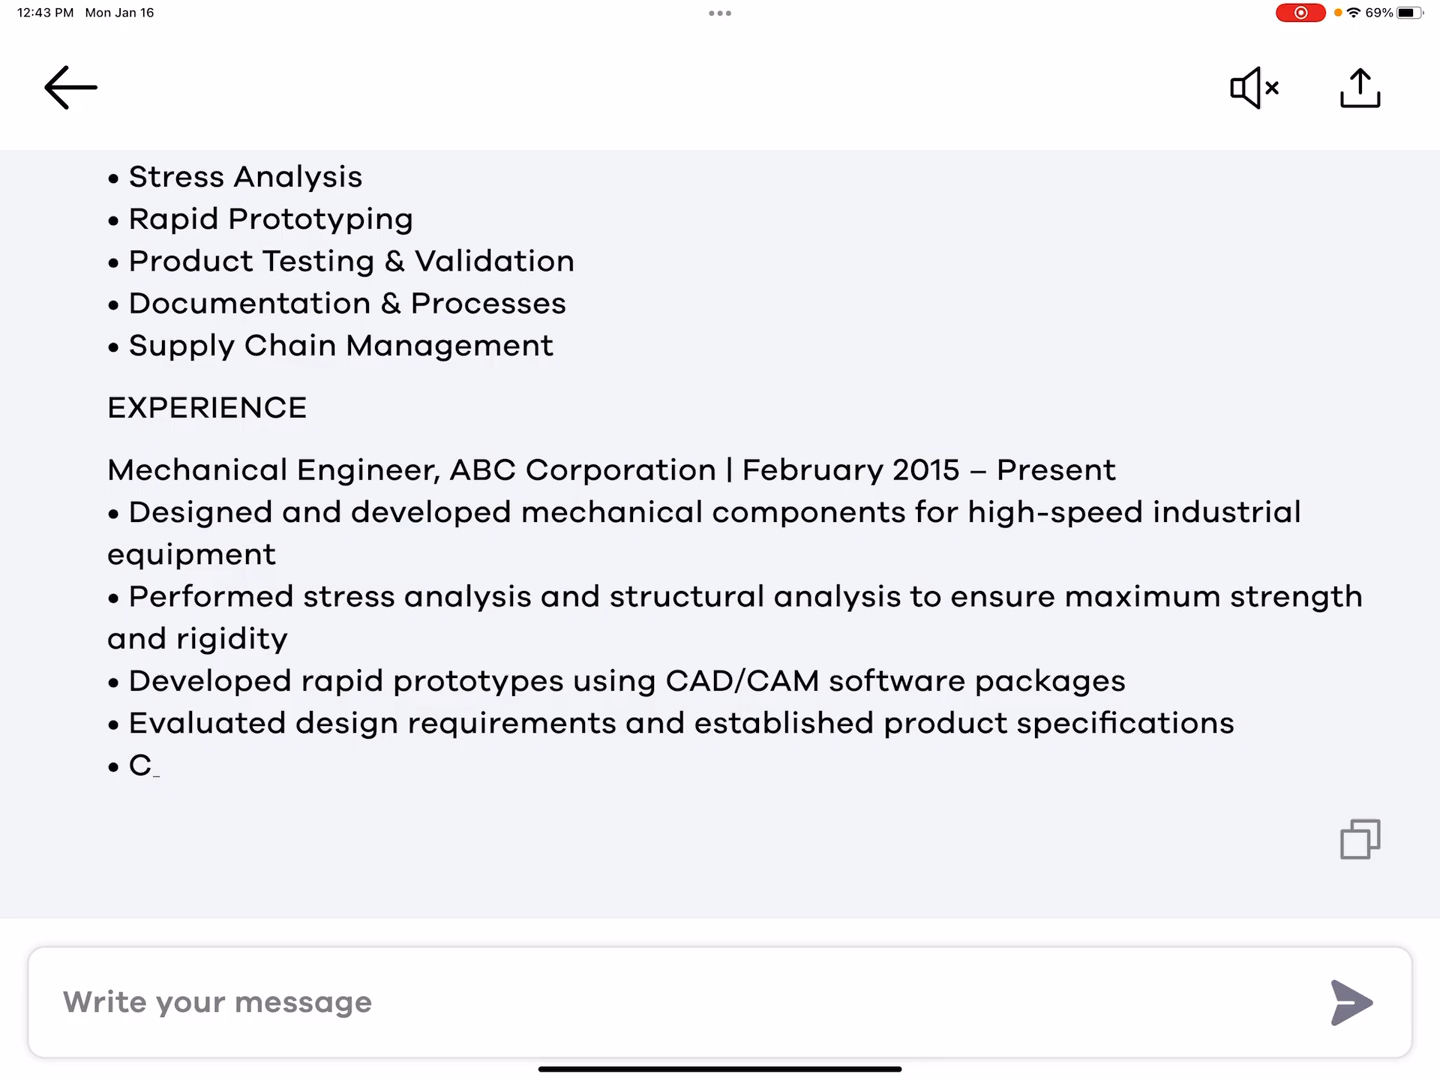 12:43 PM Mon Jan 16
69%
• Stress Analysis
• Rapid Prototyping
• Product Testing & Validation
• Documentation & Processes
• Supply Chain Management
EXPERIENCE
Mechanical Engineer, ABC Corporation | February 2015 – Present
• Designed and developed mechanical components for high-speed industrial
equipment
• Performed stress analysis and structural analysis to ensure maximum strength
and rigidity
• Developed rapid prototypes using CAD/CAM software packages
• Evaluated design requirements and established product specifications
• C_
Write your message